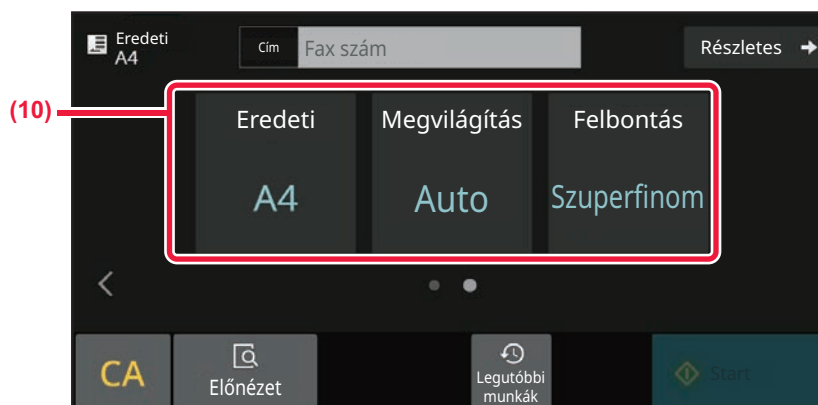 Eredeti
A4
Cím Fax szám
Részletes
(10)
Eredeti Megvilágítás Felbontás
A4 Auto Szuperfinom
CA
Előnézet
Legutóbbi
munkák
Start